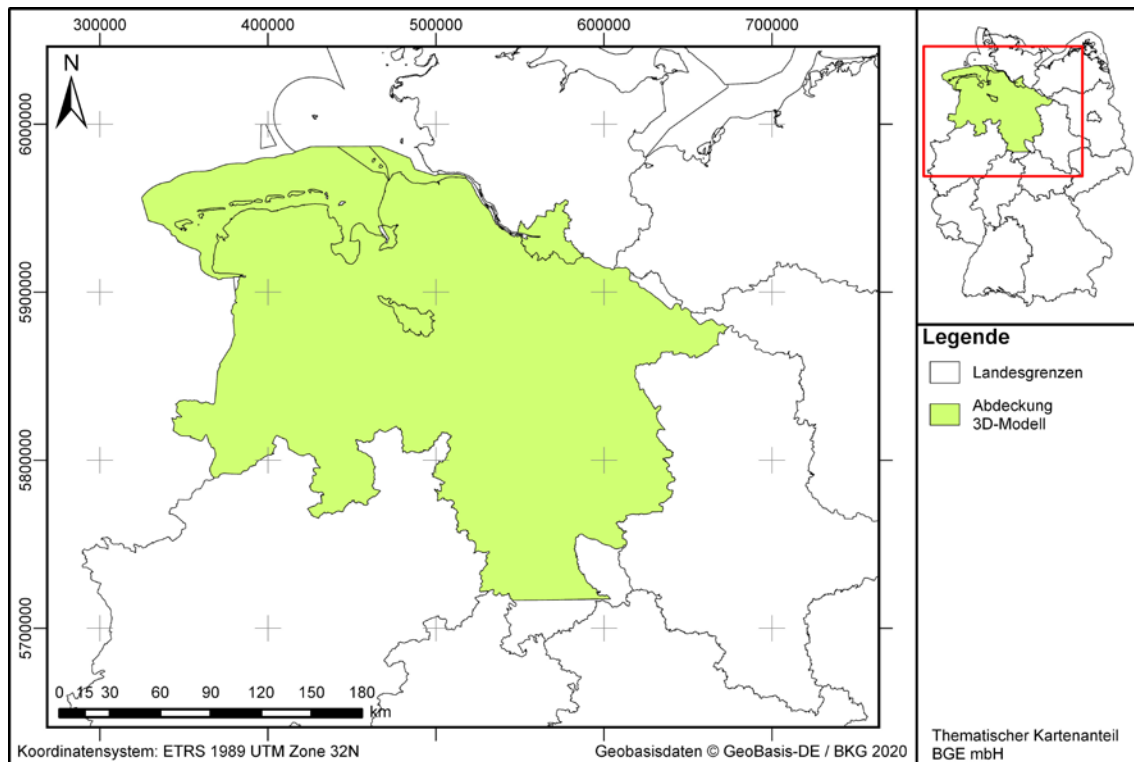 300000 400000 500000 600000 700000
N
6000000
5900000
5800000
5700000
0 15 30 60 90 120 150 180
km
Koordinatensystem: ETRS 1989 UTM Zone 32N
Geobasisdaten © GeoBasis-DE / BKG 2020
Legende
Landesgrenzen
Abdeckung
3D-Modell
Thematischer Kartenanteil
BGE mbH